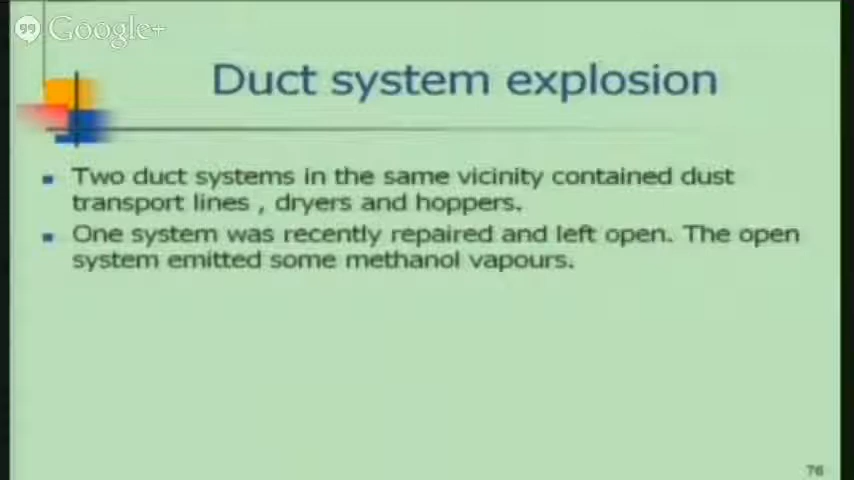 Google+
Duct system explosion
Two duct systems in the same vicinity contained dust
transport lines , dryers and hoppers.
One system was recently repaired and left open. The open
system emitted some methanol vapours.
76